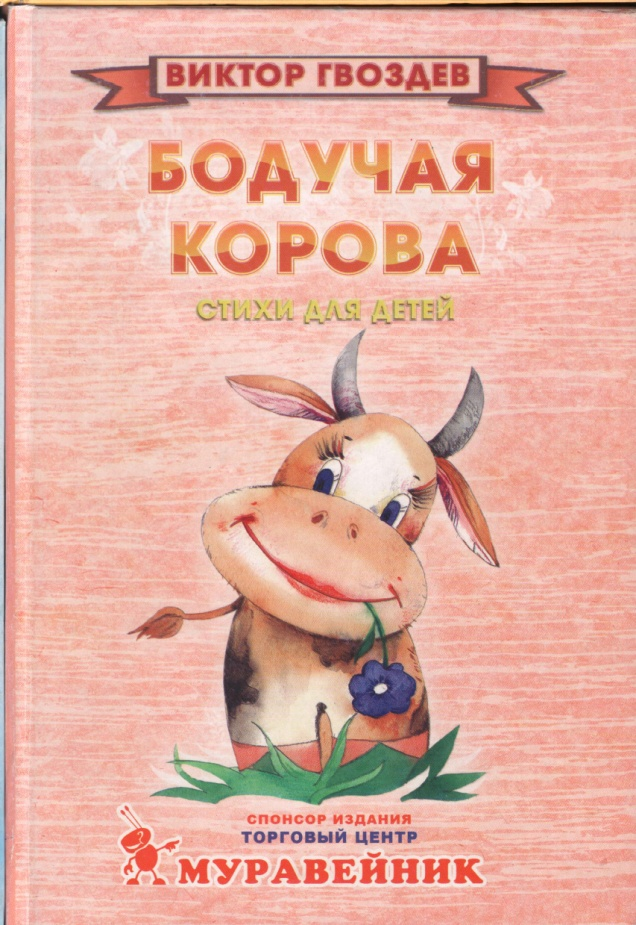 ВИКТОР ГВОЗДЕВ
БОДУЧАЯ
КОРОВА
СТИХИ ДЛЯ ДЕТЕЙ
СПОНСОР ИЗДАНИЯ
ТОРГОВЫЙ ЦЕНТР
МУРАВЕЙНИК